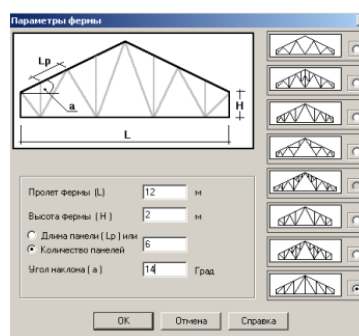 Параметры фермы
Lp
a
H
L
Пролет фермы (L) 12 м
Высота фермы ( H ) 2 м
Длина панели ( Lp ) или
Количество панелей 6
Угол наклона ( a ) 14 Град
OK Отмена Справка